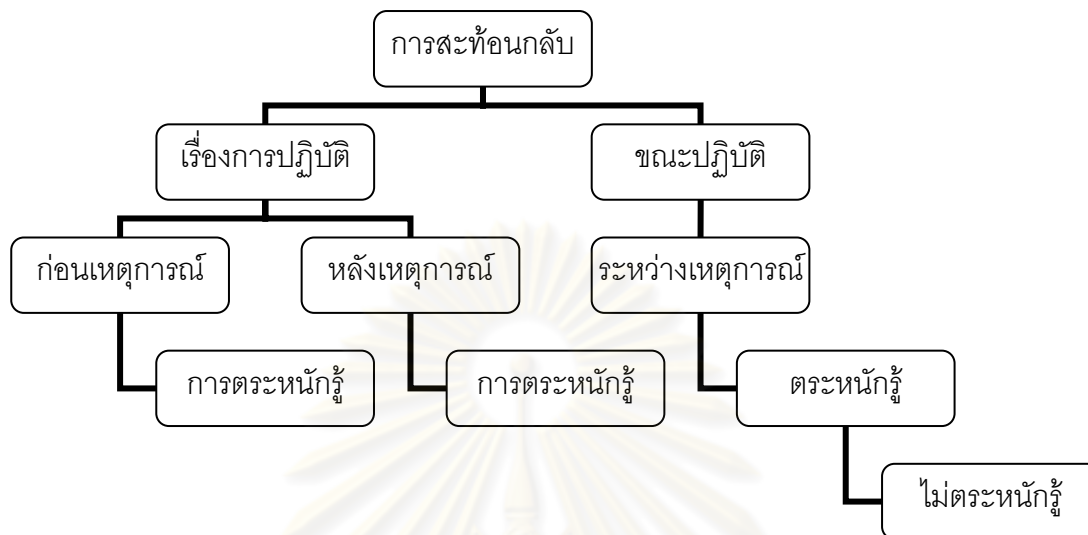 การสะท้อนกลับ
เรื่องการปฏิบัติ
ขณะปฏิบัติ
ก่อนเหตุการณ์
หลังเหตุการณ์
ระหว่างเหตุการณ์
การตระหนักรู้
การตระหนักรู้
ตระหนักรู้
ไม่ตระหนักรู้